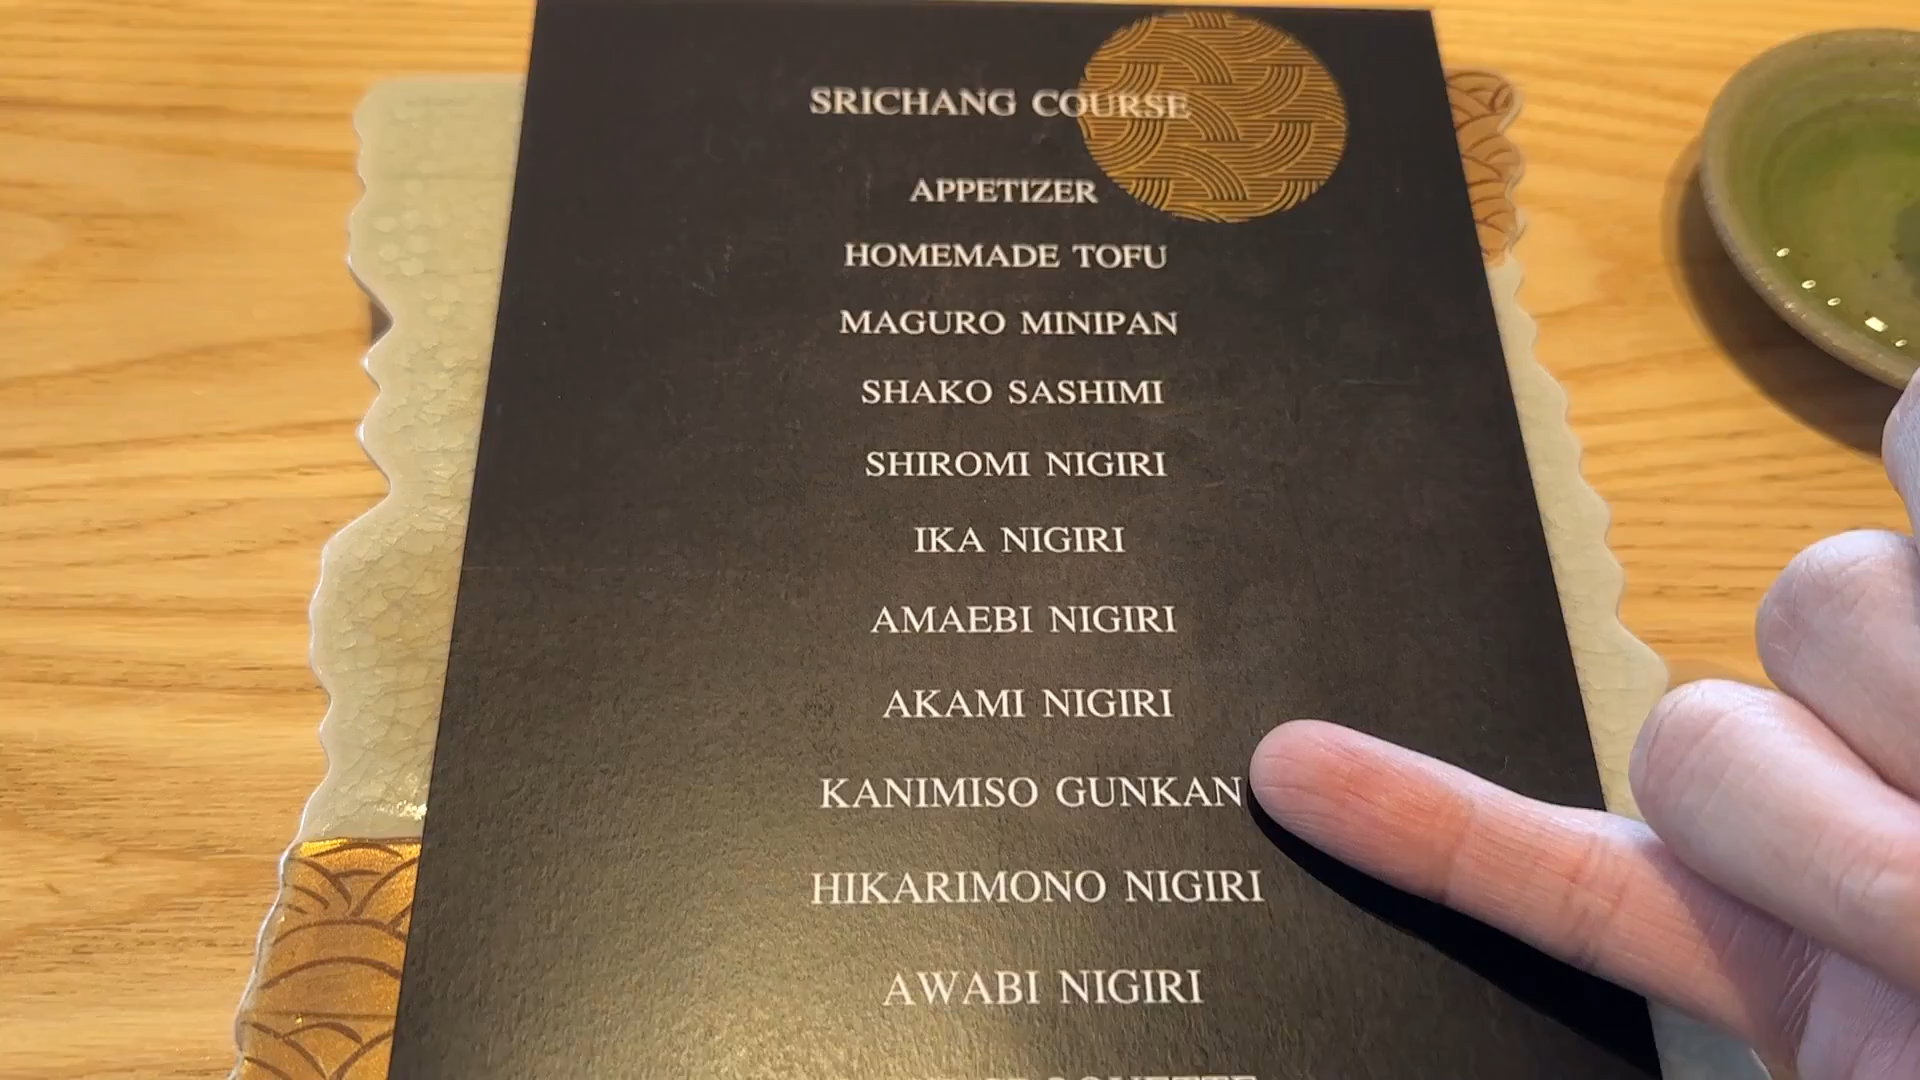 SRICHANG COURSE
APPETIZER
HOMEMADE TOFU
MAGURO MINIPAN
SHAKO SASHIMI
SHIROMI NIGIRI
IKA NIGIRI
AMAEBI NIGIRI
AKAMI NIGIRI
KANIMISO GUNKAN
HIKARIMONO NIGIRI
AWABI NIGIRI